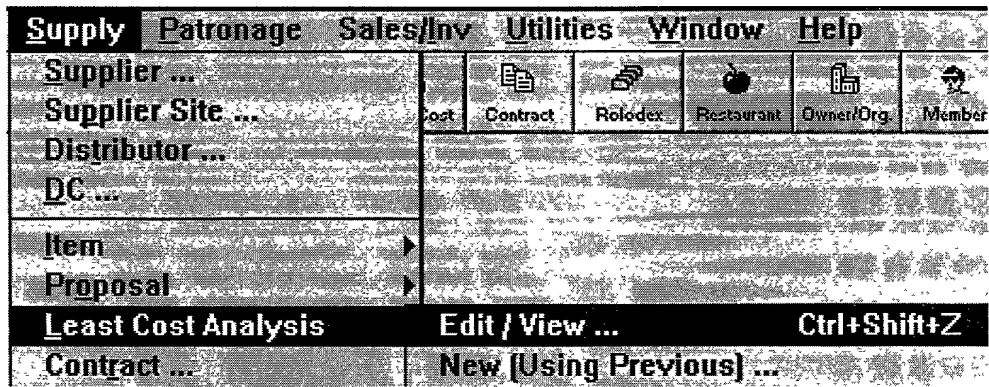 Supply Patronage Sales/Inv Utilities Window Help
Supplier ...
Supplier Site ...
Distributor ...
DC ...
Item
Proposal
Least Cost Analysis
Contract ...
Cost Contract Rolodex Restaurant Owner/Org. Member
Edit / View ... Ctrl+Shift+Z
New (Using Previous) ...